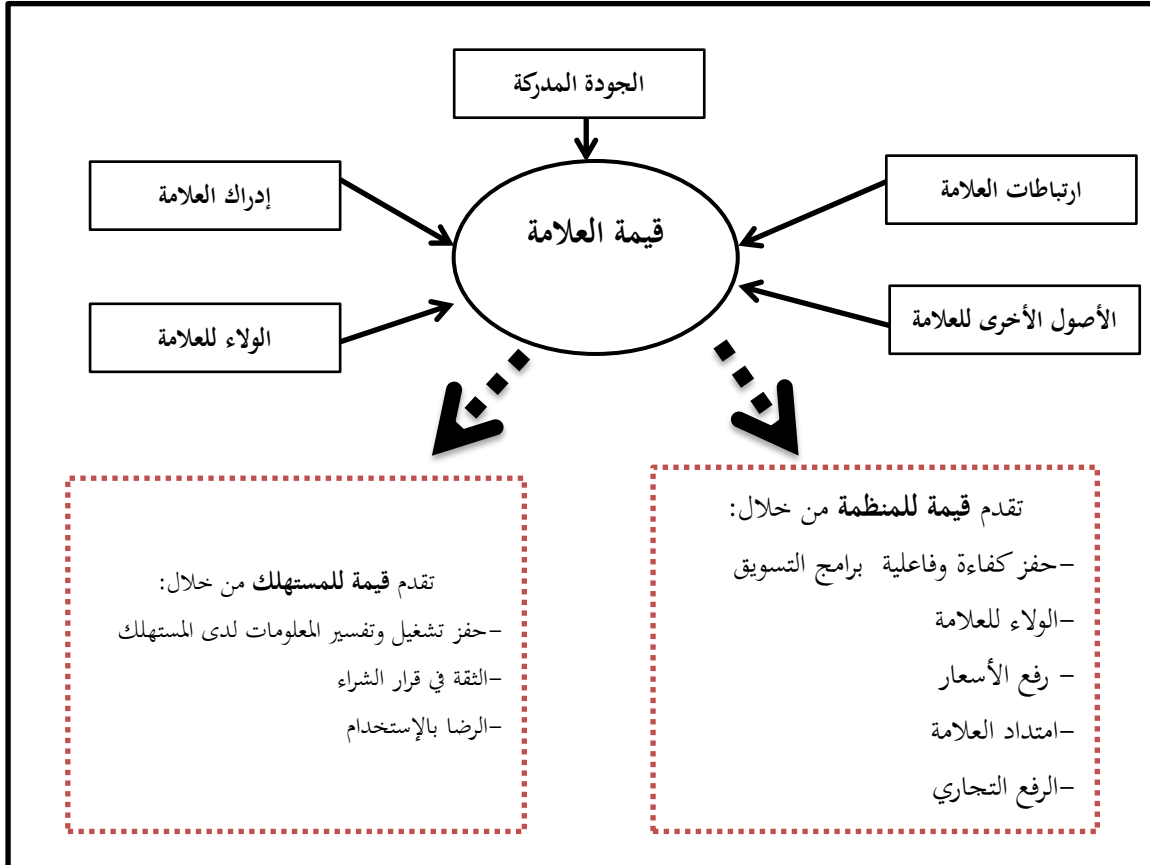 الجودة المدركة
ارتباطات العلامة
إدراك العلامة
قيمة العلامة
الأصول الأخرى للعلامة
الولاء للعلامة
تقدم قيمة للمنظمة من خلال:
-حفز كفاءة وفاعلية برامج التسويق
-الولاء للعلامة
- رفع الأسعار
-امتداد العلامة
-الرفع التجاري
تقدم قيمة للمستهلك من خلال:
-حفز تشغيل وتفسير المعلومات لدى المستهلك
-الثقة في قرار الشراء
-الرضا بالإستخدام